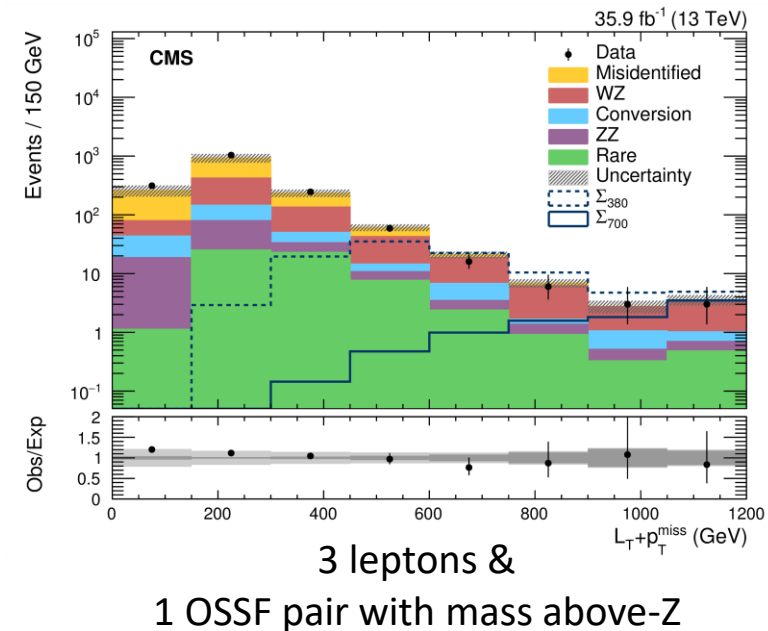 35.9 fb⁻¹ (13 TeV)
CMS
Events / 150 GeV
10⁵
10⁴
10³
10²
10
1
10⁻¹
Data
Misidentified
WZ
Conversion
ZZ
Rare
Uncertainty
Σ₃₈₀
Σ₇₀₀
Obs/Exp
2
1.5
1
0.5
0
0 200 400 600 800 1000 1200
L_T+p_T^miss (GeV)
3 leptons &
1 OSSF pair with mass above-Z